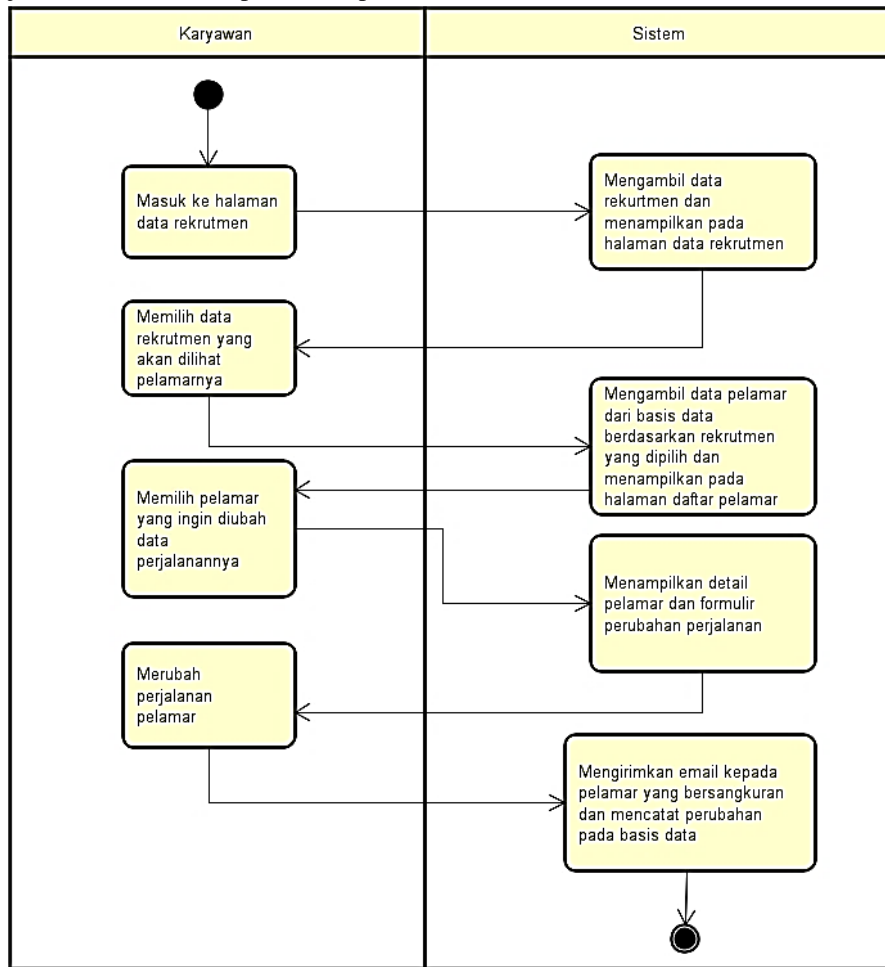 Karyawan
Sistem
Masuk ke halaman
data rekrutmen
Mengambil data
rekurtmen dan
menampilkan pada
halaman data rekrutmen
Memilih data
rekrutmen yang
akan dilihat
pelamarnya
Mengambil data pelamar
dari basis data
berdasarkan rekrutmen
yang dipilih dan
menampilkan pada
halaman daftar pelamar
Memilih pelamar
yang ingin diubah
data
perjalanannya
Menampilkan detail
pelamar dan formulir
perubahan perjalanan
Merubah
perjalanan
pelamar
Mengirimkan email kepada
pelamar yang bersangkuran
dan mencatat perubahan
pada basis data